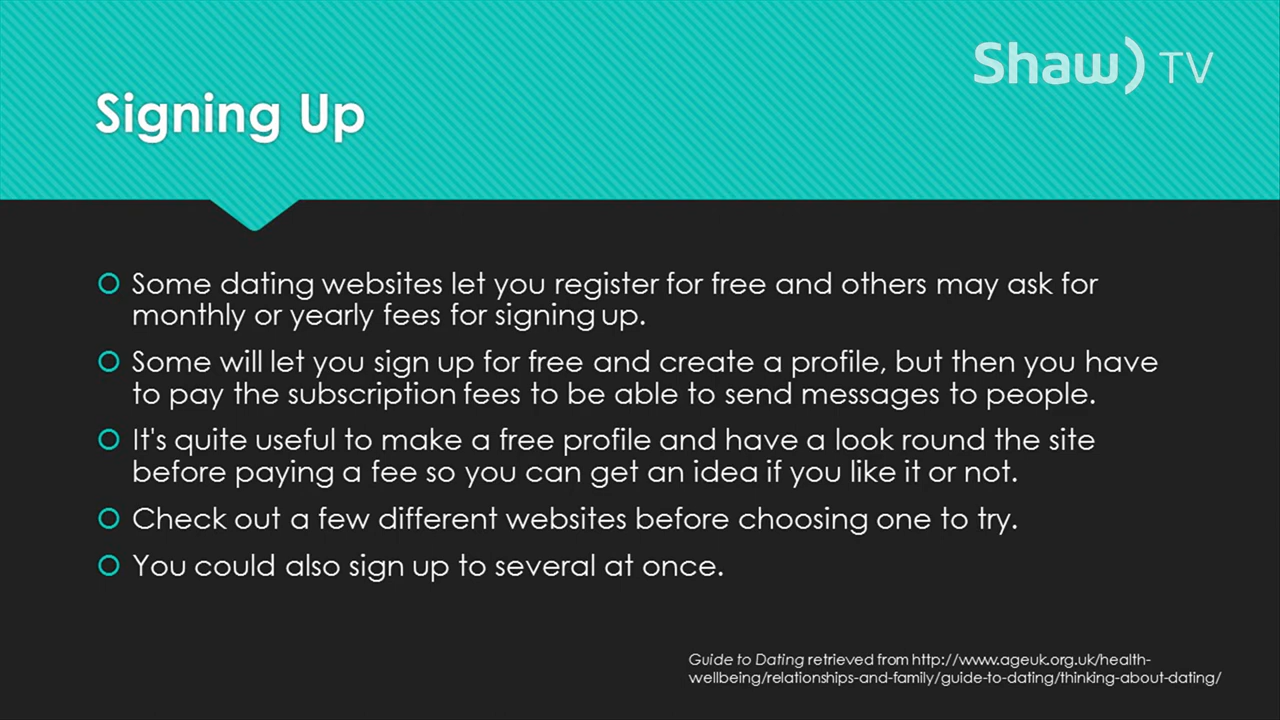 Shaw) TV
Signing Up
Some dating websites let you register for free and others may ask for
monthly or yearly fees for signing up.
Some will let you sign up for free and create a profile, but then you have
to pay the subscription fees to be able to send messages to people.
It's quite useful to make a free profile and have a look round the site
before paying a fee so you can get an idea if you like it or not.
Check out a few different websites before choosing one to try.
You could also sign up to several at once.
Guide to Dating retrieved from http://www.ageuk.org.uk/health-
wellbeing/relationships-and-family/guide-to-dating/thinking-about-dating/